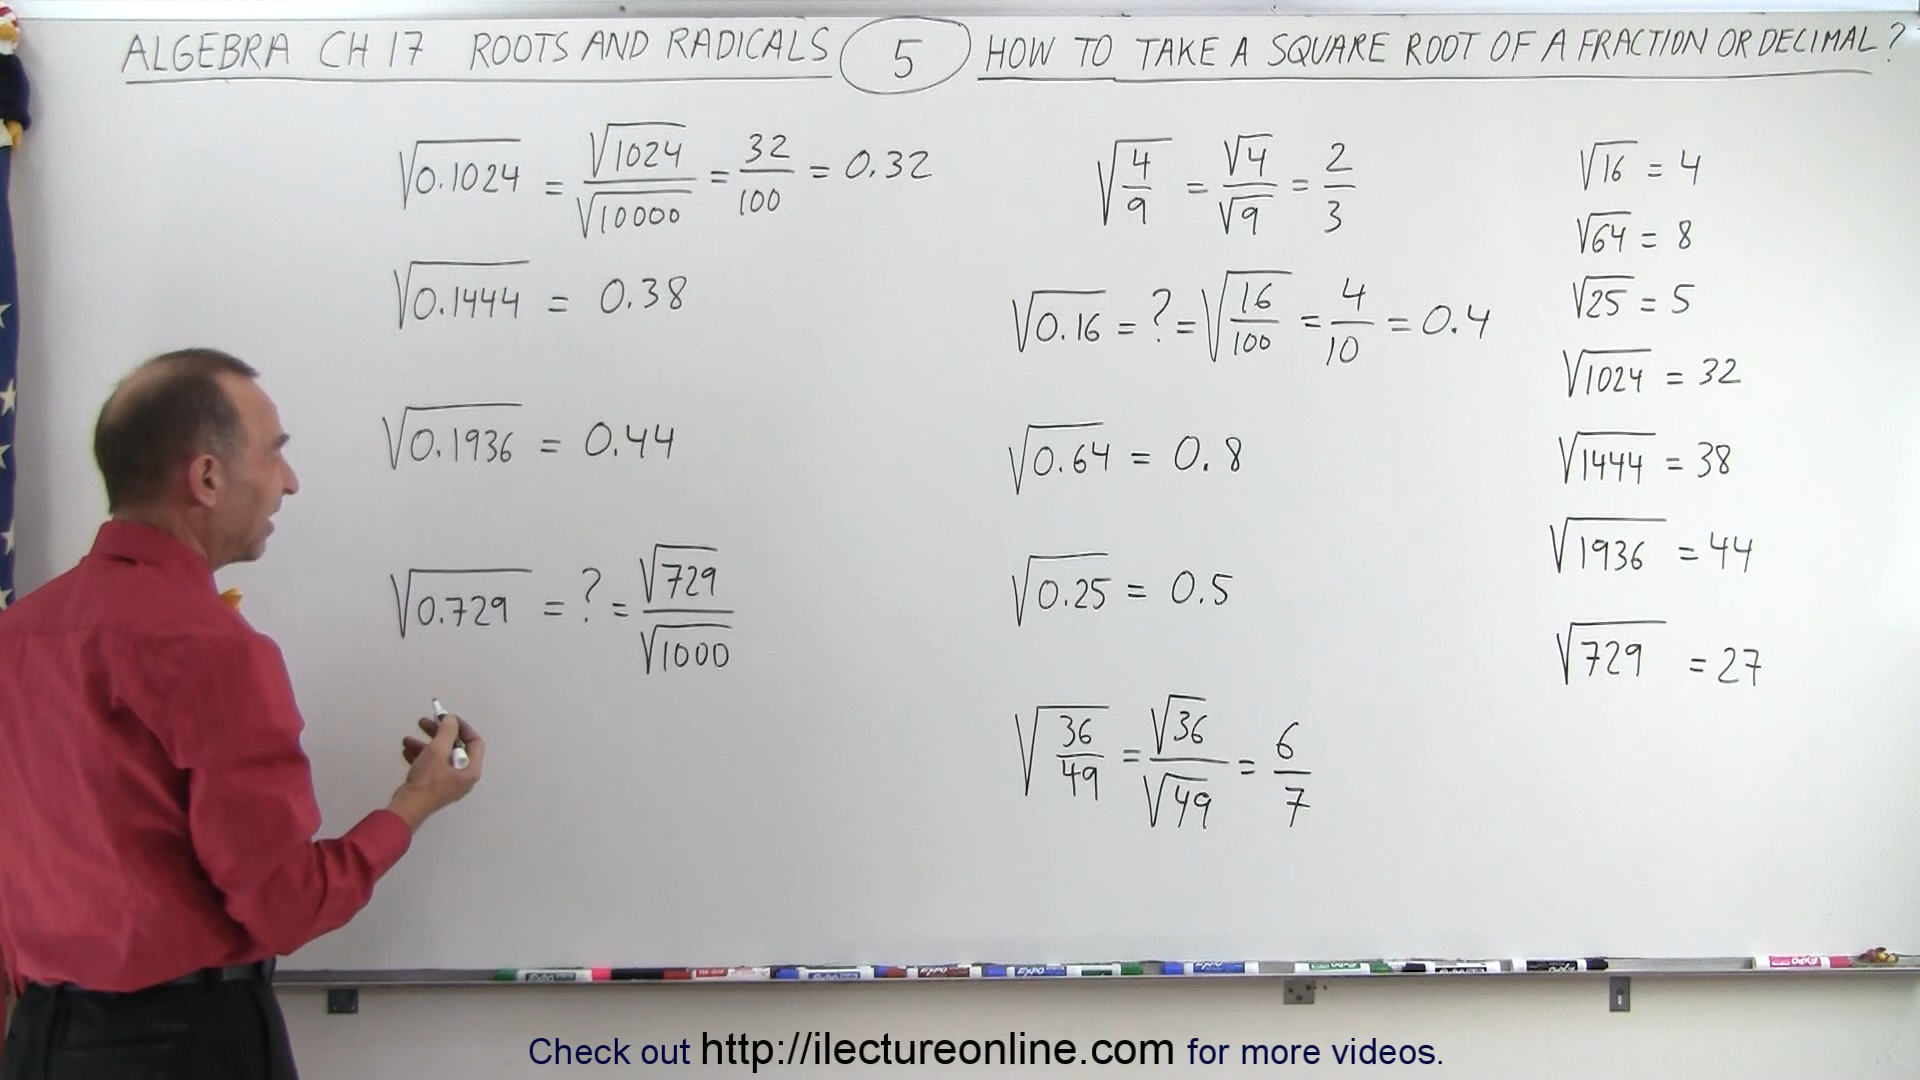 ALGEBRA CH 17 ROOTS AND RADICALS 5 HOW TO TAKE A SQUARE ROOT OF A FRACTION OR DECIMAL?
√0.1024 = √1024/√10000 = 32/100 = 0.32
√0.1444 = 0.38
√0.1936 = 0.44
√0.729 = ? = √729/√1000
√(4/9) = √4/√9 = 2/3
√0.16 = ? = √(16/100) = 4/10 = 0.4
√0.64 = 0.8
√0.25 = 0.5
√(36/49) = √36/√49 = 6/7
√16 = 4
√64 = 8
√25 = 5
√1024 = 32
√1444 = 38
√1936 = 44
√729 = 27
EXPO
EXPO
EXPO
EXPO
Check out http://ilectureonline.com for more videos.